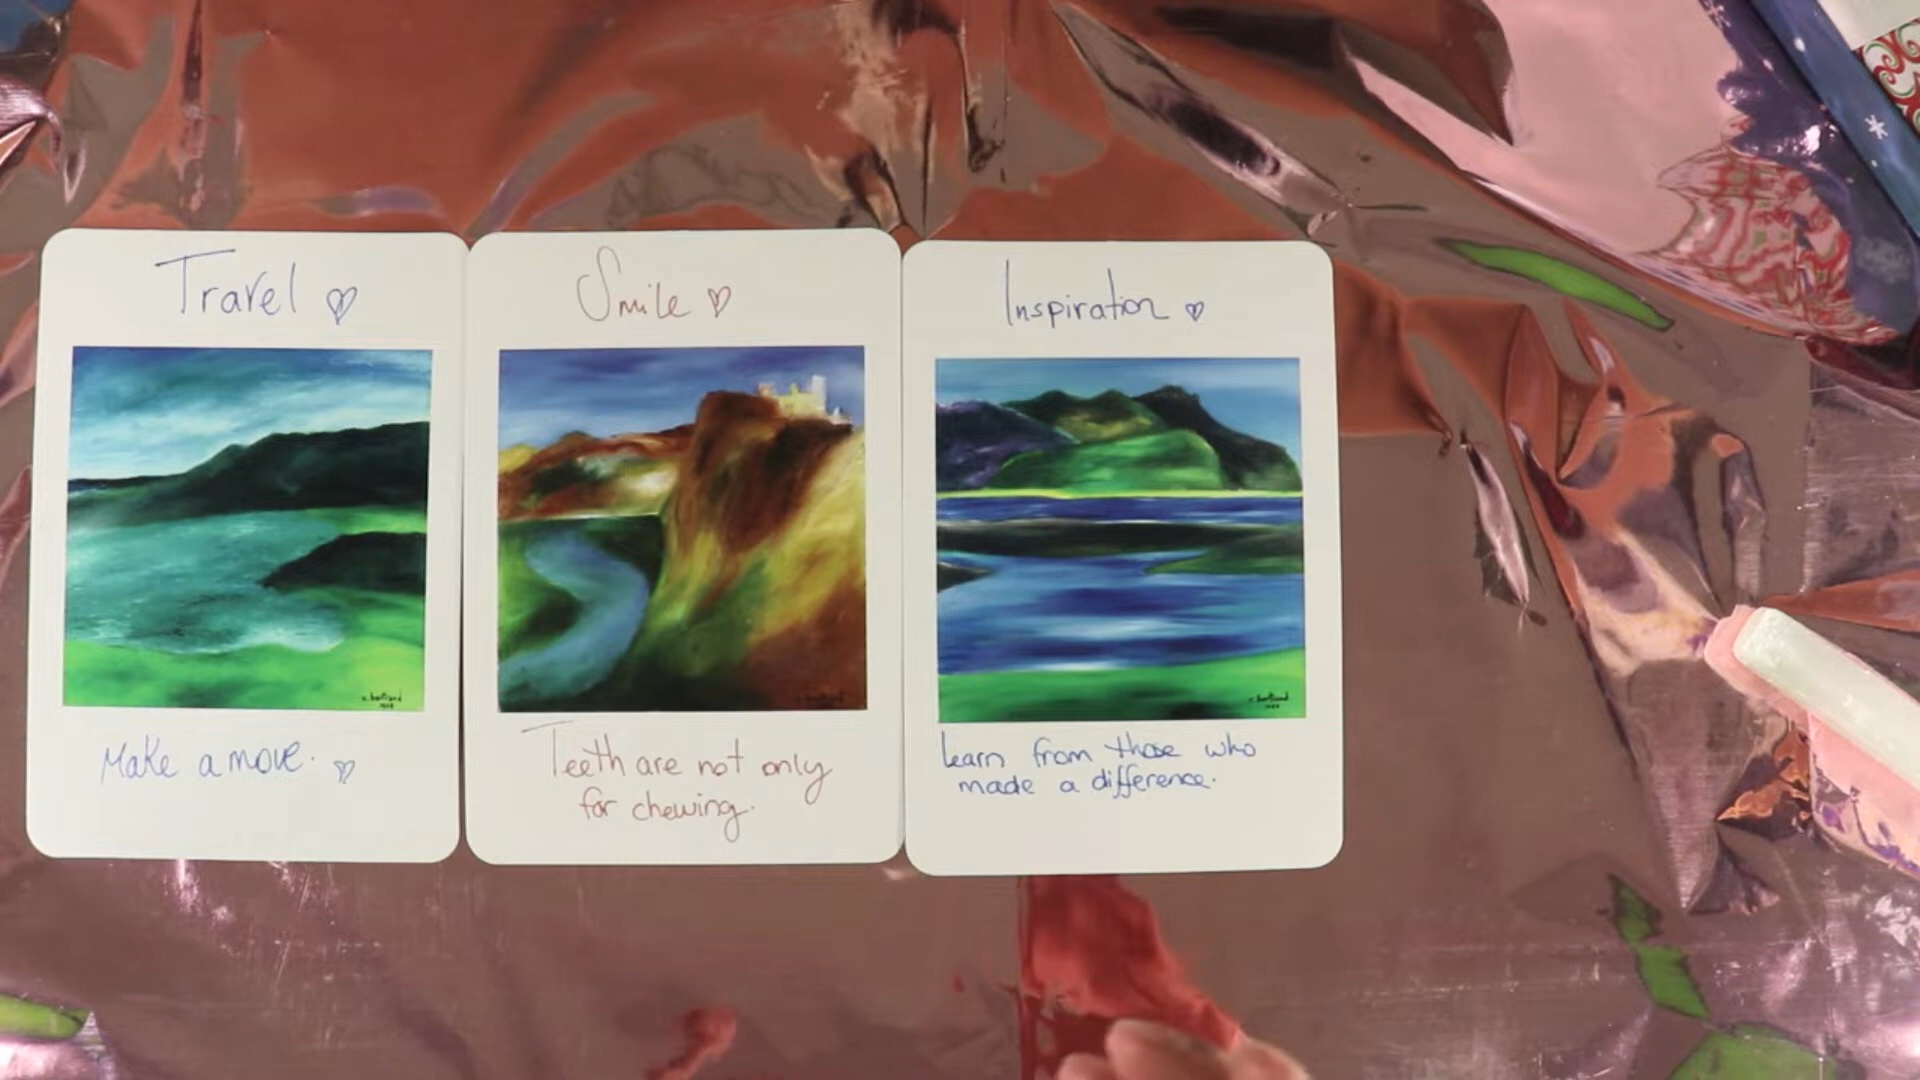 Travel
Make a move.
Smile
Teeth are not only
for chewing.
Inspiration
Learn from those who
made a difference.